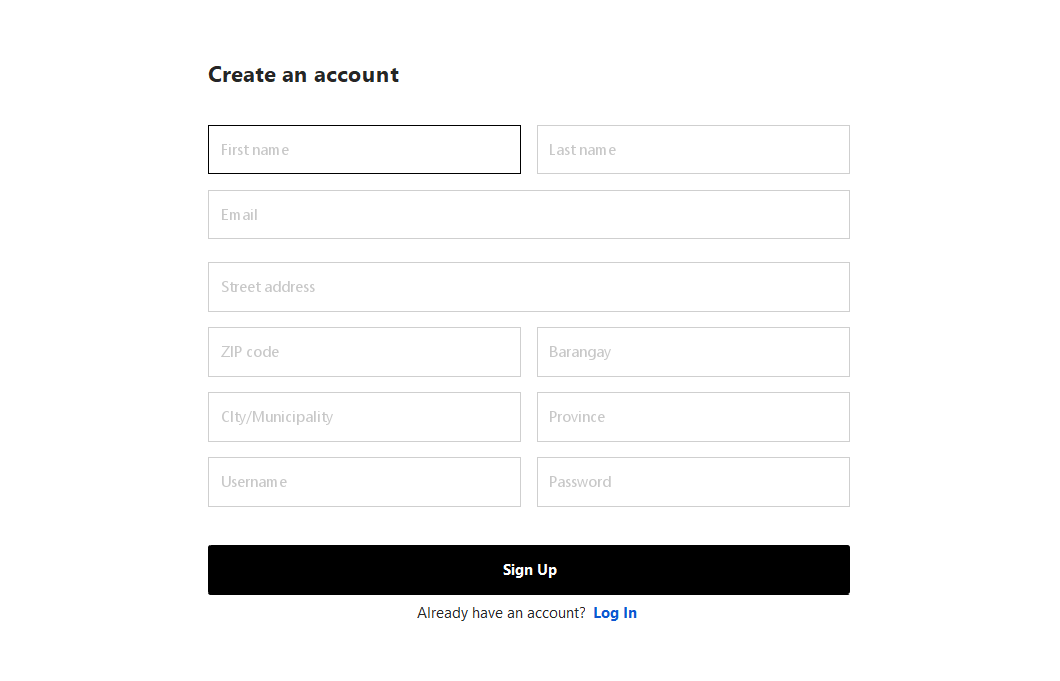 Create an account
First name Last name
Email
Street address
ZIP code Barangay
CIty/Municipality Province
Username Password
Sign Up
Already have an account? Log In